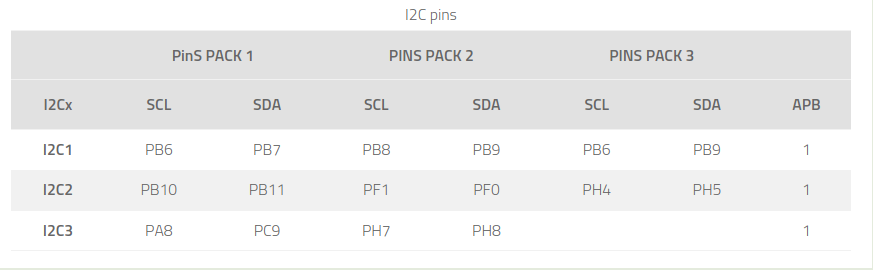 I2C pins
PinS PACK 1 PINS PACK 2 PINS PACK 3
I2Cx SCL SDA SCL SDA SCL SDA APB
I2C1 PB6 PB7 PB8 PB9 PB6 PB9 1
I2C2 PB10 PB11 PF1 PF0 PH4 PH5 1
I2C3 PA8 PC9 PH7 PH8 1